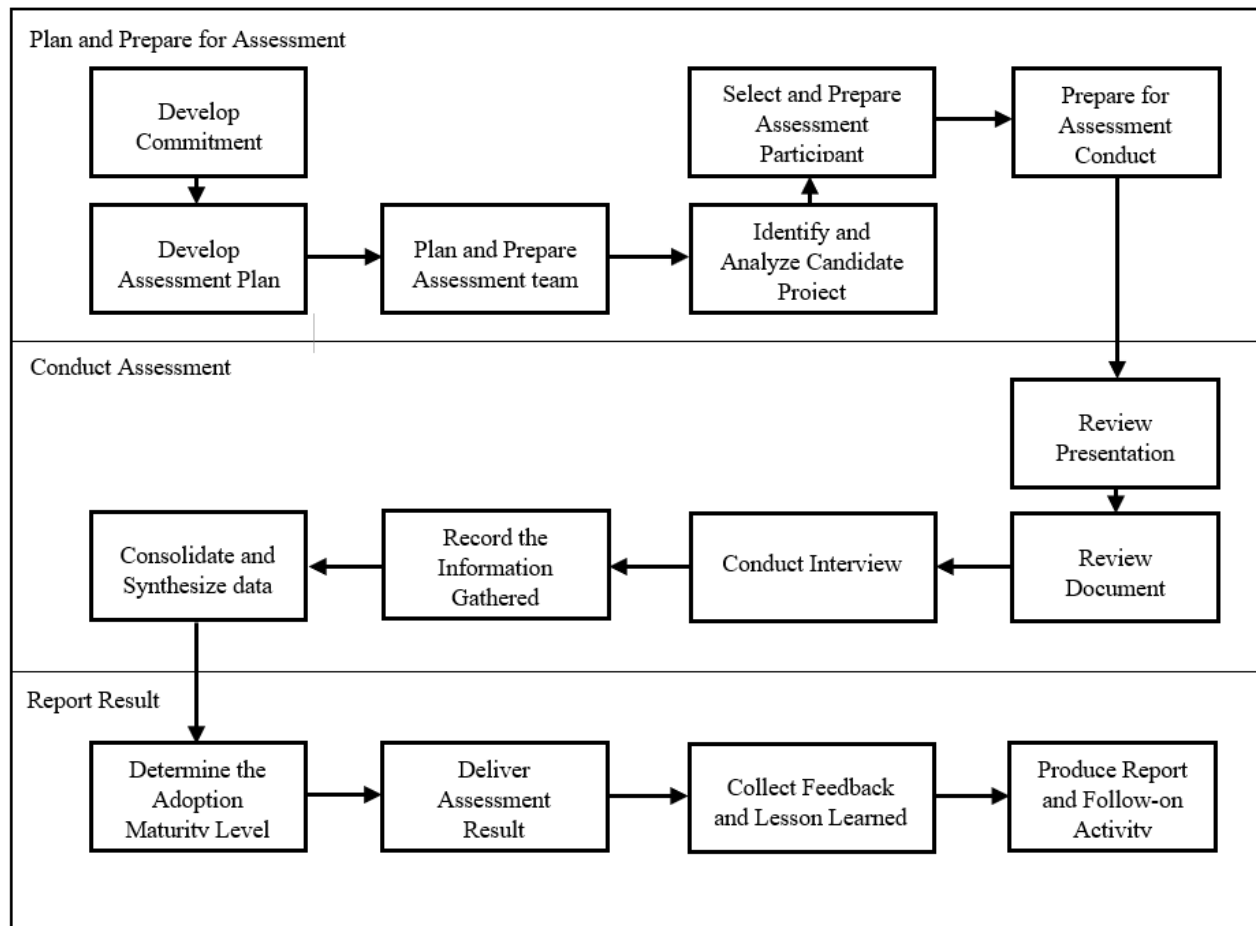 Plan and Prepare for Assessment
Develop
Commitment
Select and Prepare
Assessment
Participant
Prepare for
Assessment
Conduct
Develop
Assessment Plan
Plan and Prepare
Assessment team
Identify and
Analyze Candidate
Project
Conduct Assessment
Review
Presentation
Consolidate and
Synthesize data
Record the
Information
Gathered
Conduct Interview
Review
Document
Report Result
Determine the
Adoption
Maturity Level
Deliver
Assessment
Result
Collect Feedback
and Lesson Learned
Produce Report
and Follow-on
Activity